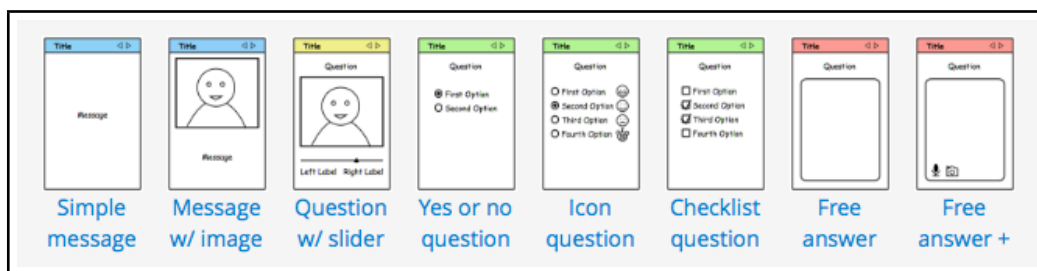 Title
Message
Simple
message
Title
Message
Message
w/ image
Title
Question
Left Label Right Label
Question
w/ slider
Title
Question
First Option
Second Option
Yes or no
question
Title
Question
First Option
Second Option
Third Option
Fourth Option
Icon
question
Title
Question
First Option
Second Option
Third Option
Fourth Option
Checklist
question
Title
Question
Free
answer
Title
Question
Free
answer +